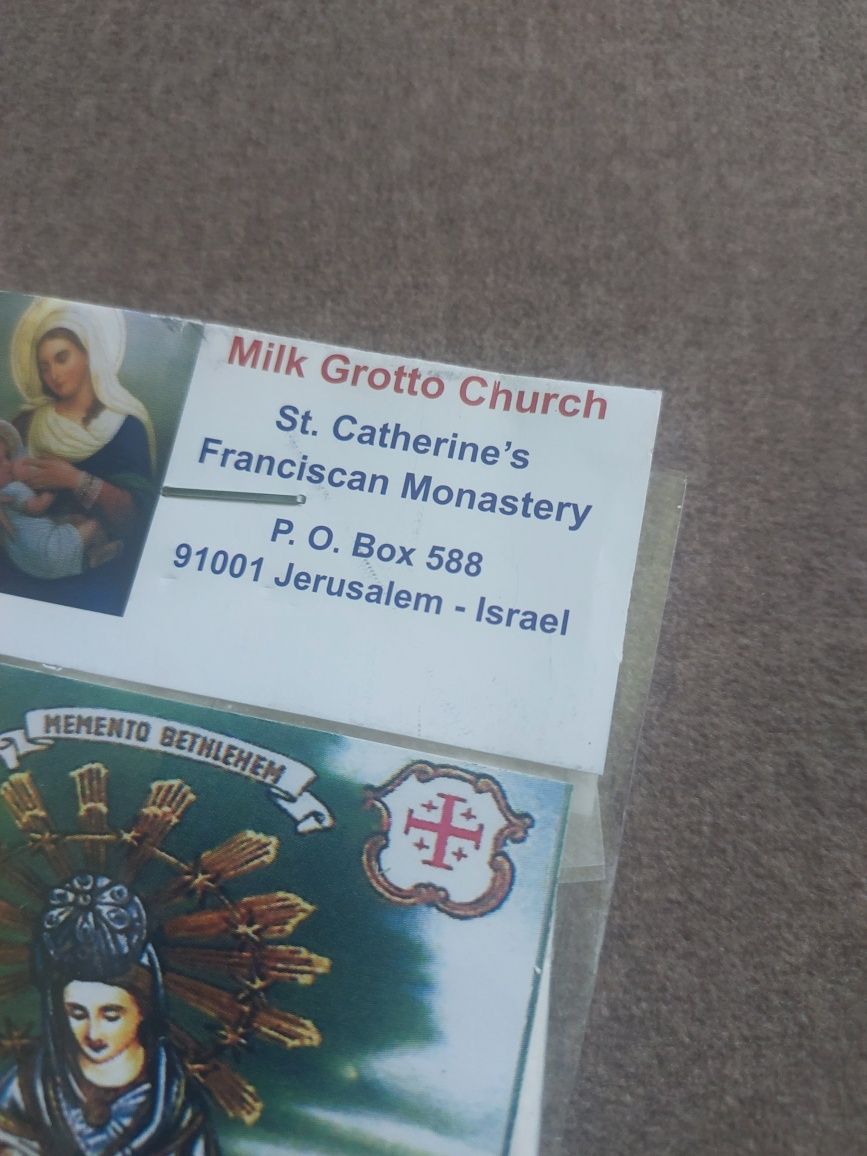 Milk Grotto Church
St. Catherine’s
Franciscan Monastery
P. O. Box 588
91001 Jerusalem - Israel
MEMENTO BETHLEHEM